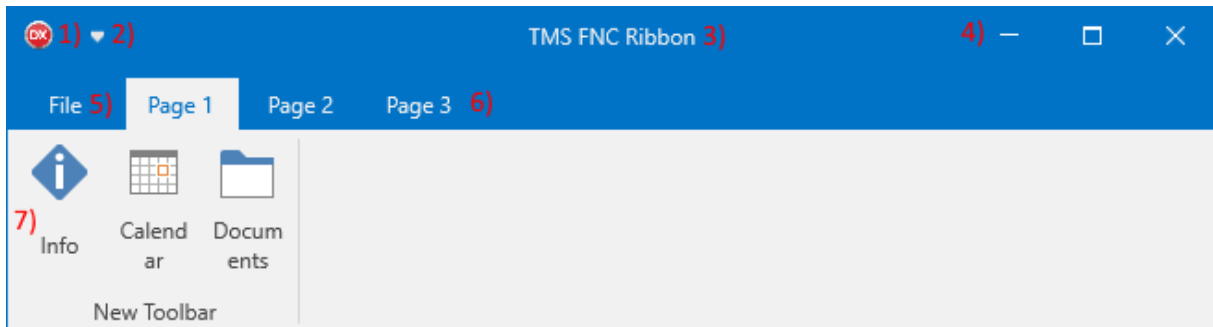 DX 1) 2) TMS FNC Ribbon 3) 4)
File 5) Page 1 Page 2 Page 3 6)
7)
Info
Calend
ar
Docum
ents
New Toolbar